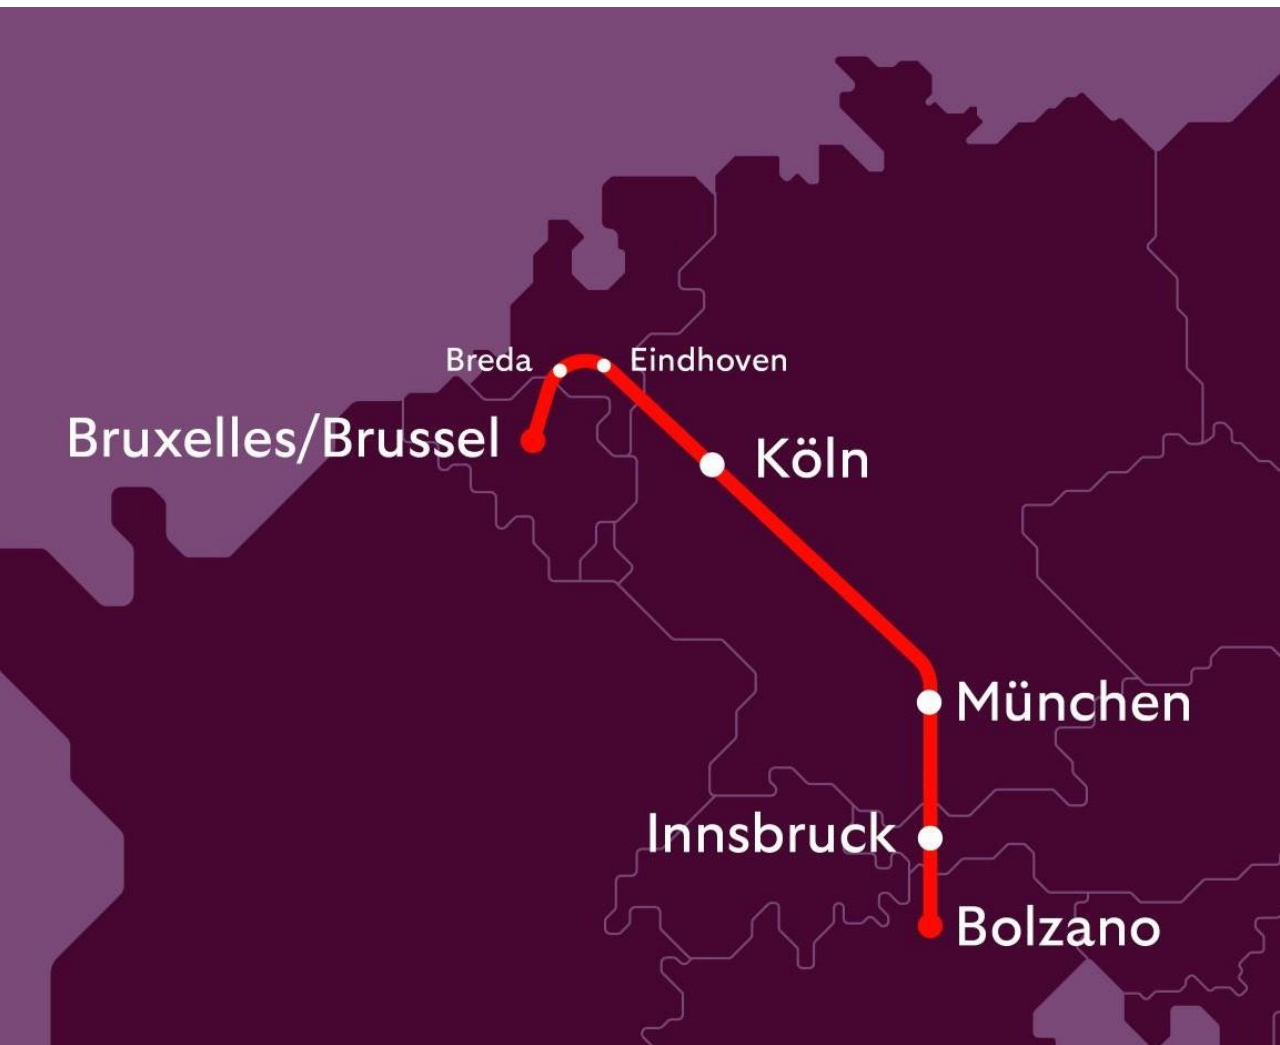 Breda
Eindhoven
Bruxelles/Brussel
Köln
München
Innsbruck
Bolzano